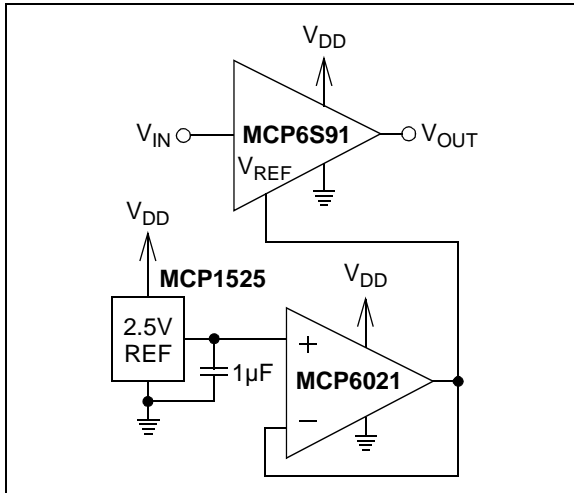 VDD
VIN
MCP6S91
VOUT
VREF
VDD
MCP1525
VDD
2.5V
REF
+
1µF
MCP6021
–